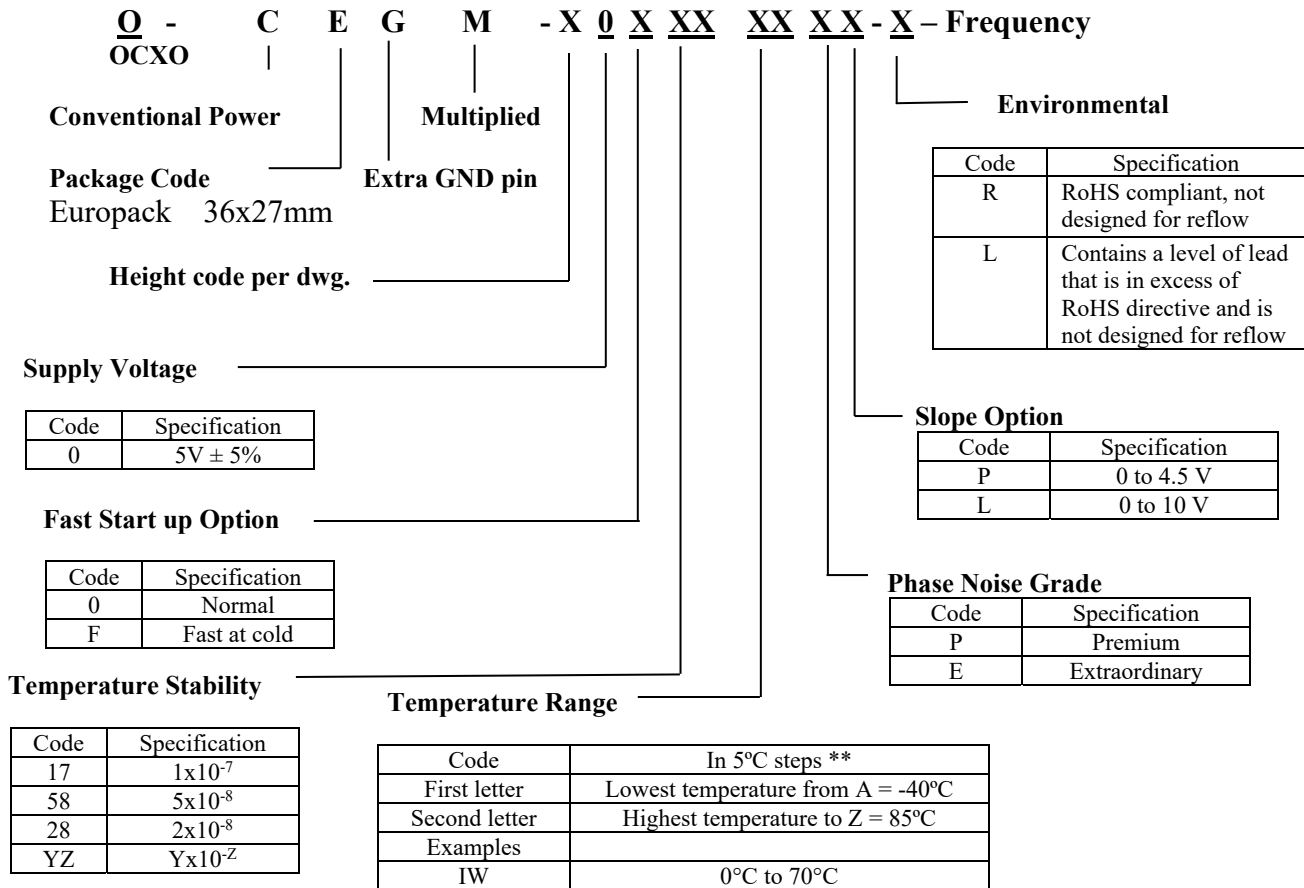 O - C E G M - X 0 X XX XX X X - X – Frequency
OCXO
Conventional Power
Multiplied
Environmental
Package Code
Extra GND pin
Europack 36x27mm
Code Specification
R RoHS compliant, not
designed for reflow
L Contains a level of lead
that is in excess of
RoHS directive and is
not designed for reflow
Height code per dwg.
Supply Voltage
Code Specification
0 5V ± 5%
Slope Option
Code Specification
P 0 to 4.5 V
L 0 to 10 V
Fast Start up Option
Code Specification
0 Normal
F Fast at cold
Phase Noise Grade
Code Specification
P Premium
E Extraordinary
Temperature Stability
Code Specification
17 1x10⁻⁷
58 5x10⁻⁸
28 2x10⁻⁸
YZ Yx10⁻ᶻ
Temperature Range
Code In 5ºC steps **
First letter Lowest temperature from A = -40ºC
Second letter Highest temperature to Z = 85ºC
Examples
IW 0°C to 70°C